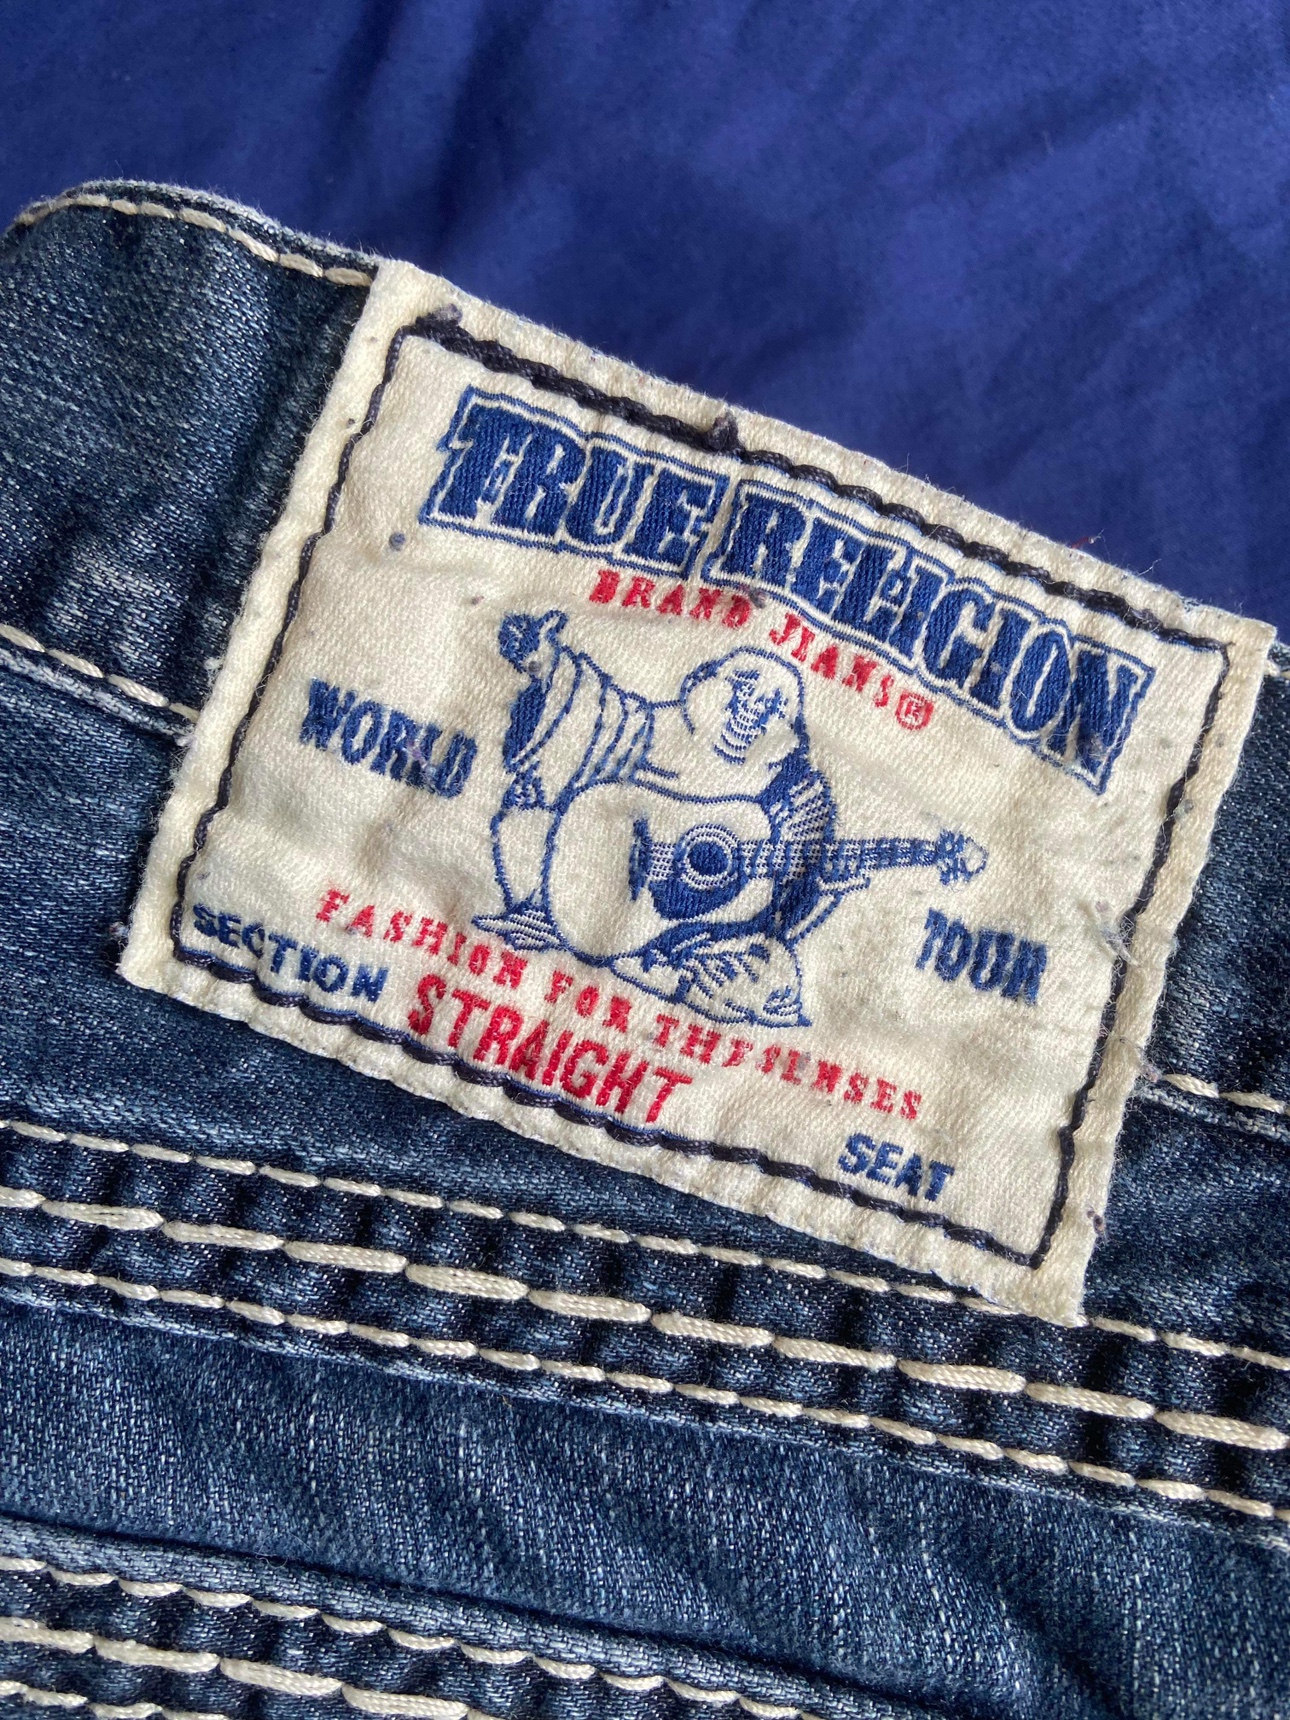 TRUE RELIGION
BRAND JEANS®
WORLD TOUR
FASHION FOR THE SENSES
SECTION STRAIGHT SEAT